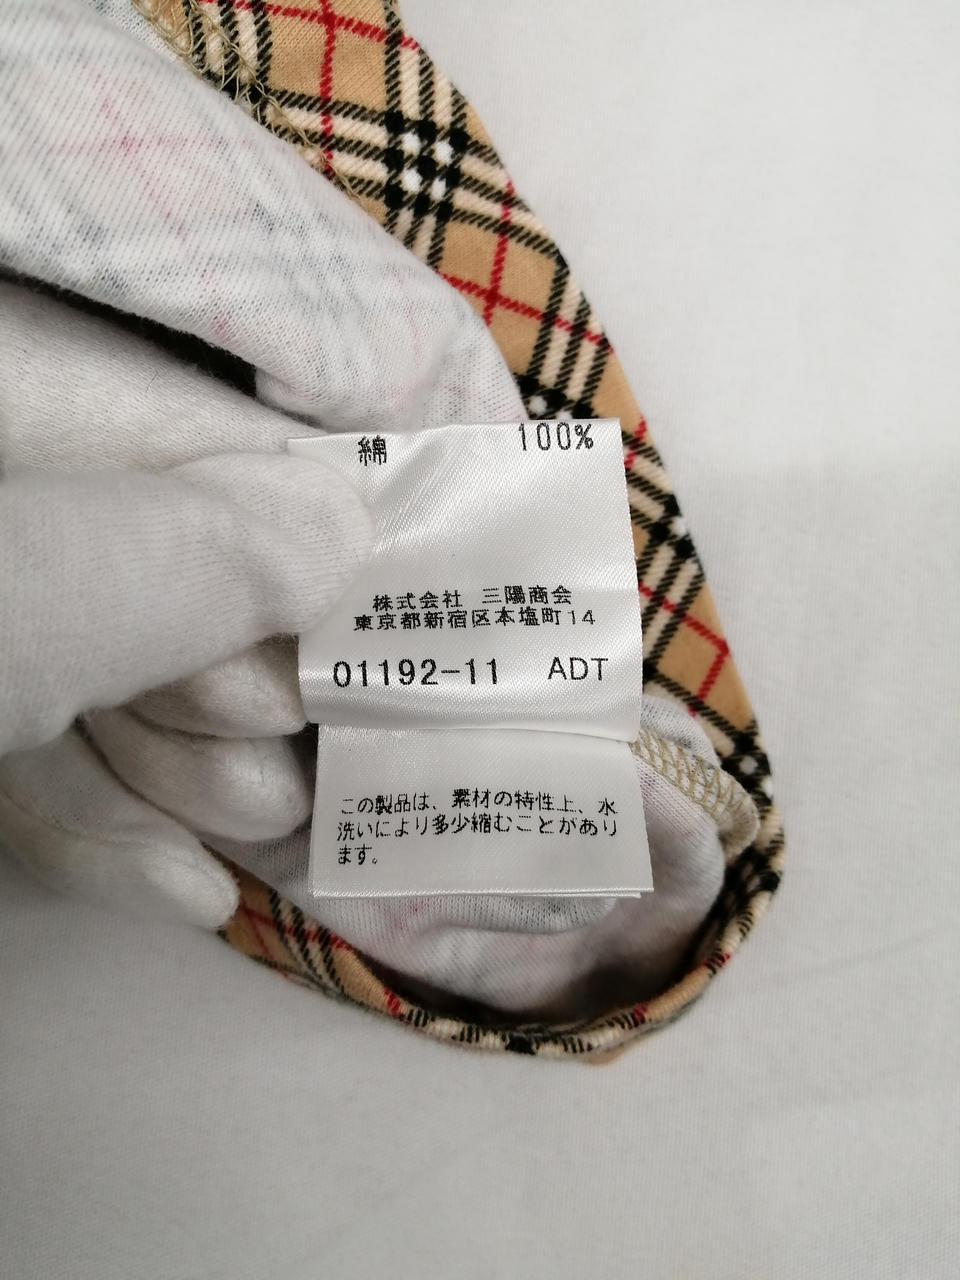 綿 100%
株式会社 三陽商会
東京都新宿区本塩町14
01192-11 ADT
この製品は、素材の特性上、水
洗いにより多少縮むことがあり
ます。